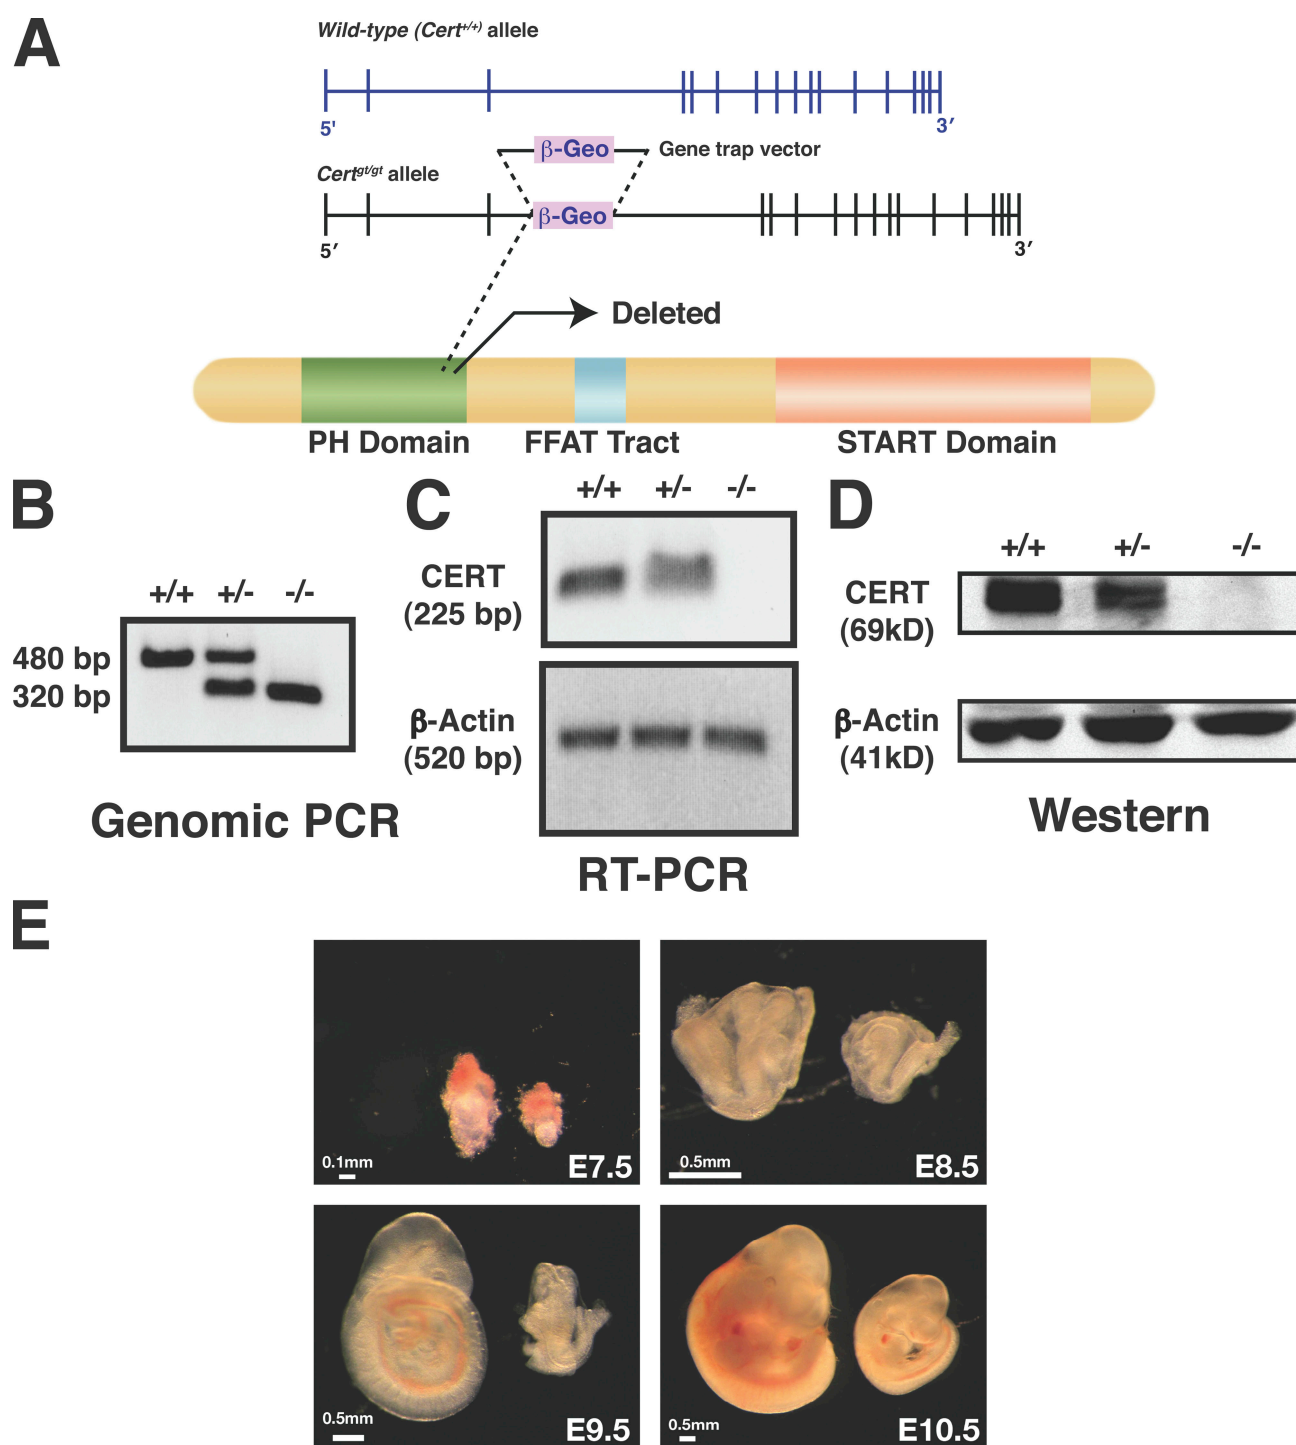 A
Wild-type (Cert+/+) allele
5'
3′
β-Geo
Gene trap vector
Certgt/gt allele
β-Geo
5′
3′
Deleted
PH Domain
FFAT Tract
START Domain
B
+/+ +/- -/-
480 bp
320 bp
Genomic PCR
C
+/+ +/- -/-
CERT
(225 bp)
β-Actin
(520 bp)
RT-PCR
D
+/+ +/- -/-
CERT
(69kD)
β-Actin
(41kD)
Western
E
0.1mm
E7.5
0.5mm
E8.5
0.5mm
E9.5
0.5mm
E10.5